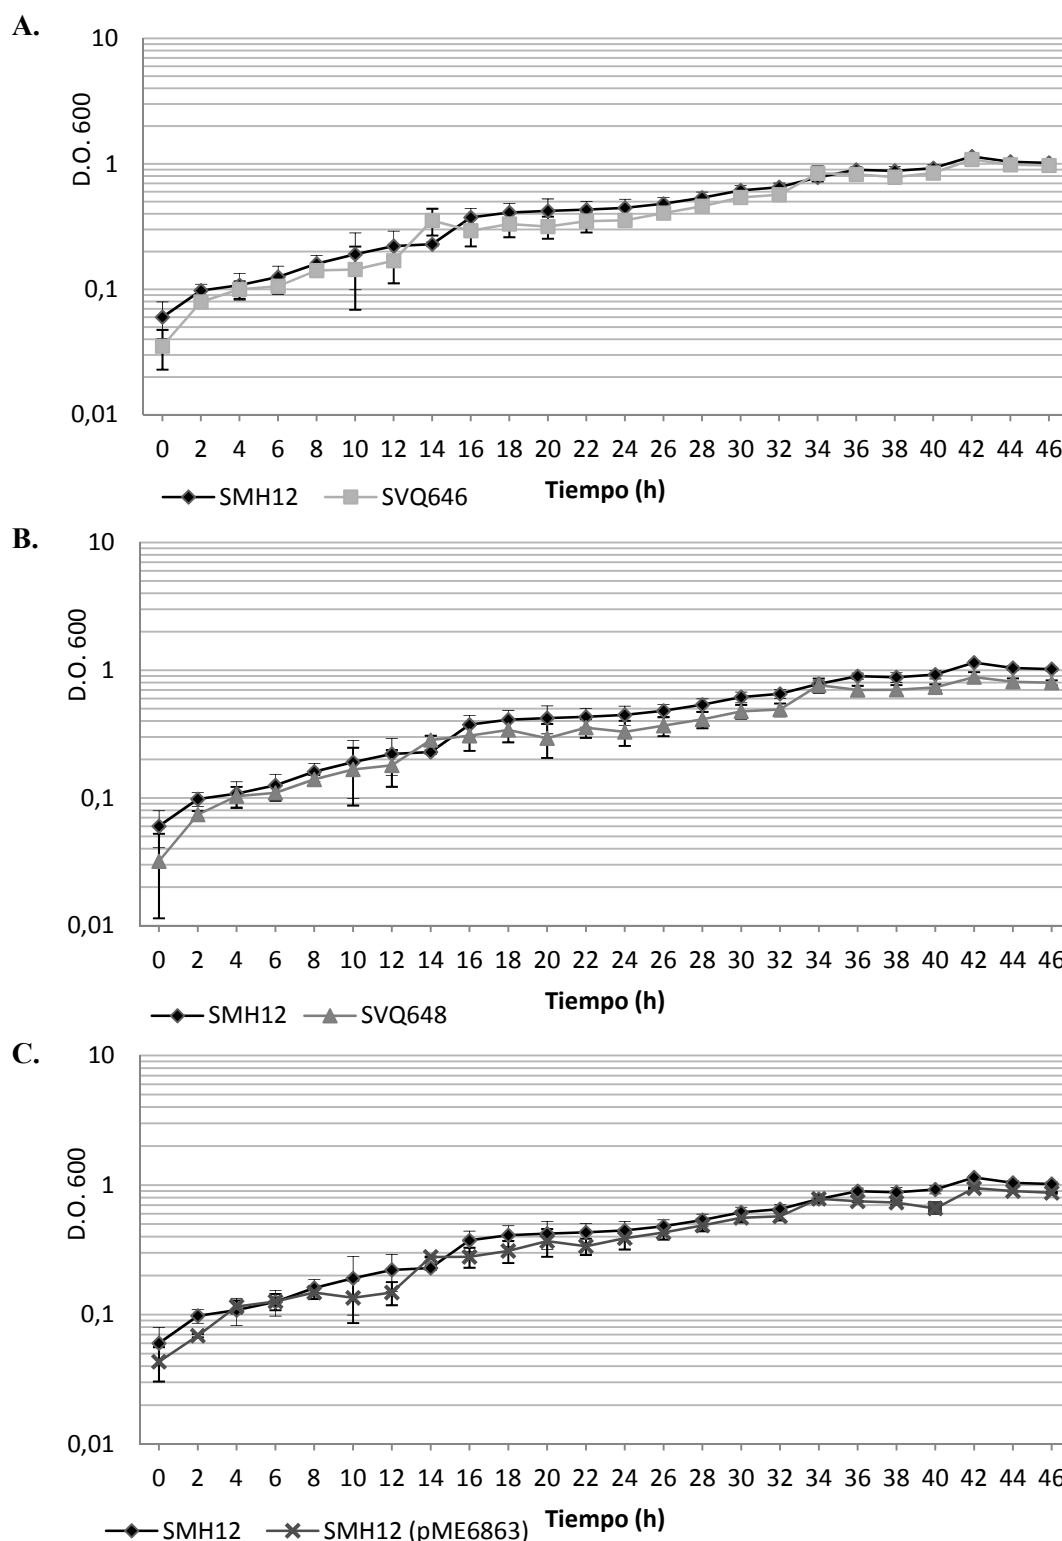 A.
10
1
0,1
0,01
D.O. 600
0 2 4 6 8 10 12 14 16 18 20 22 24 26 28 30 32 34 36 38 40 42 44 46
Tiempo (h)
SMH12 SVQ646
B.
10
1
0,1
0,01
D.O. 600
0 2 4 6 8 10 12 14 16 18 20 22 24 26 28 30 32 34 36 38 40 42 44 46
Tiempo (h)
SMH12 SVQ648
C.
10
1
0,1
0,01
D.O. 600
0 2 4 6 8 10 12 14 16 18 20 22 24 26 28 30 32 34 36 38 40 42 44 46
Tiempo (h)
SMH12 SMH12 (pME6863)